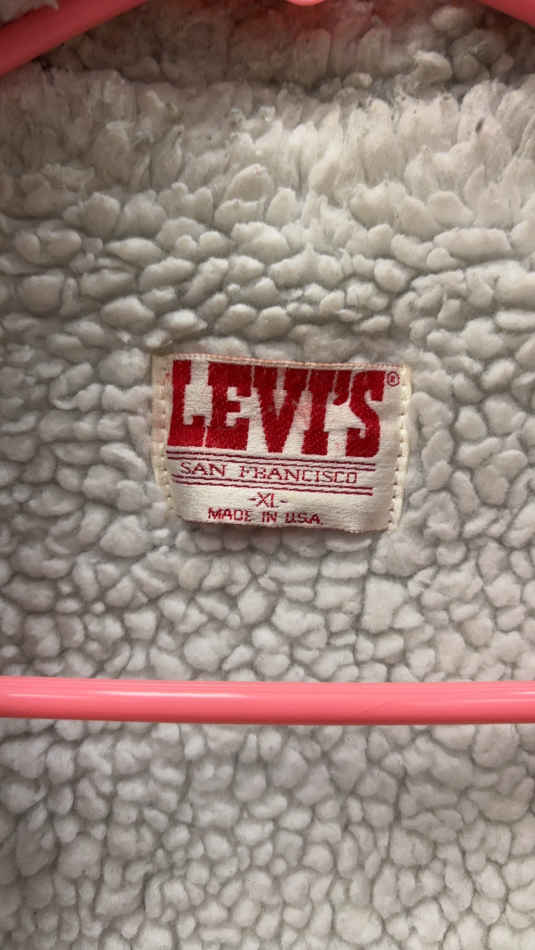 LEVI'S®
SAN FRANCISCO
-XL-
MADE IN U.S.A.